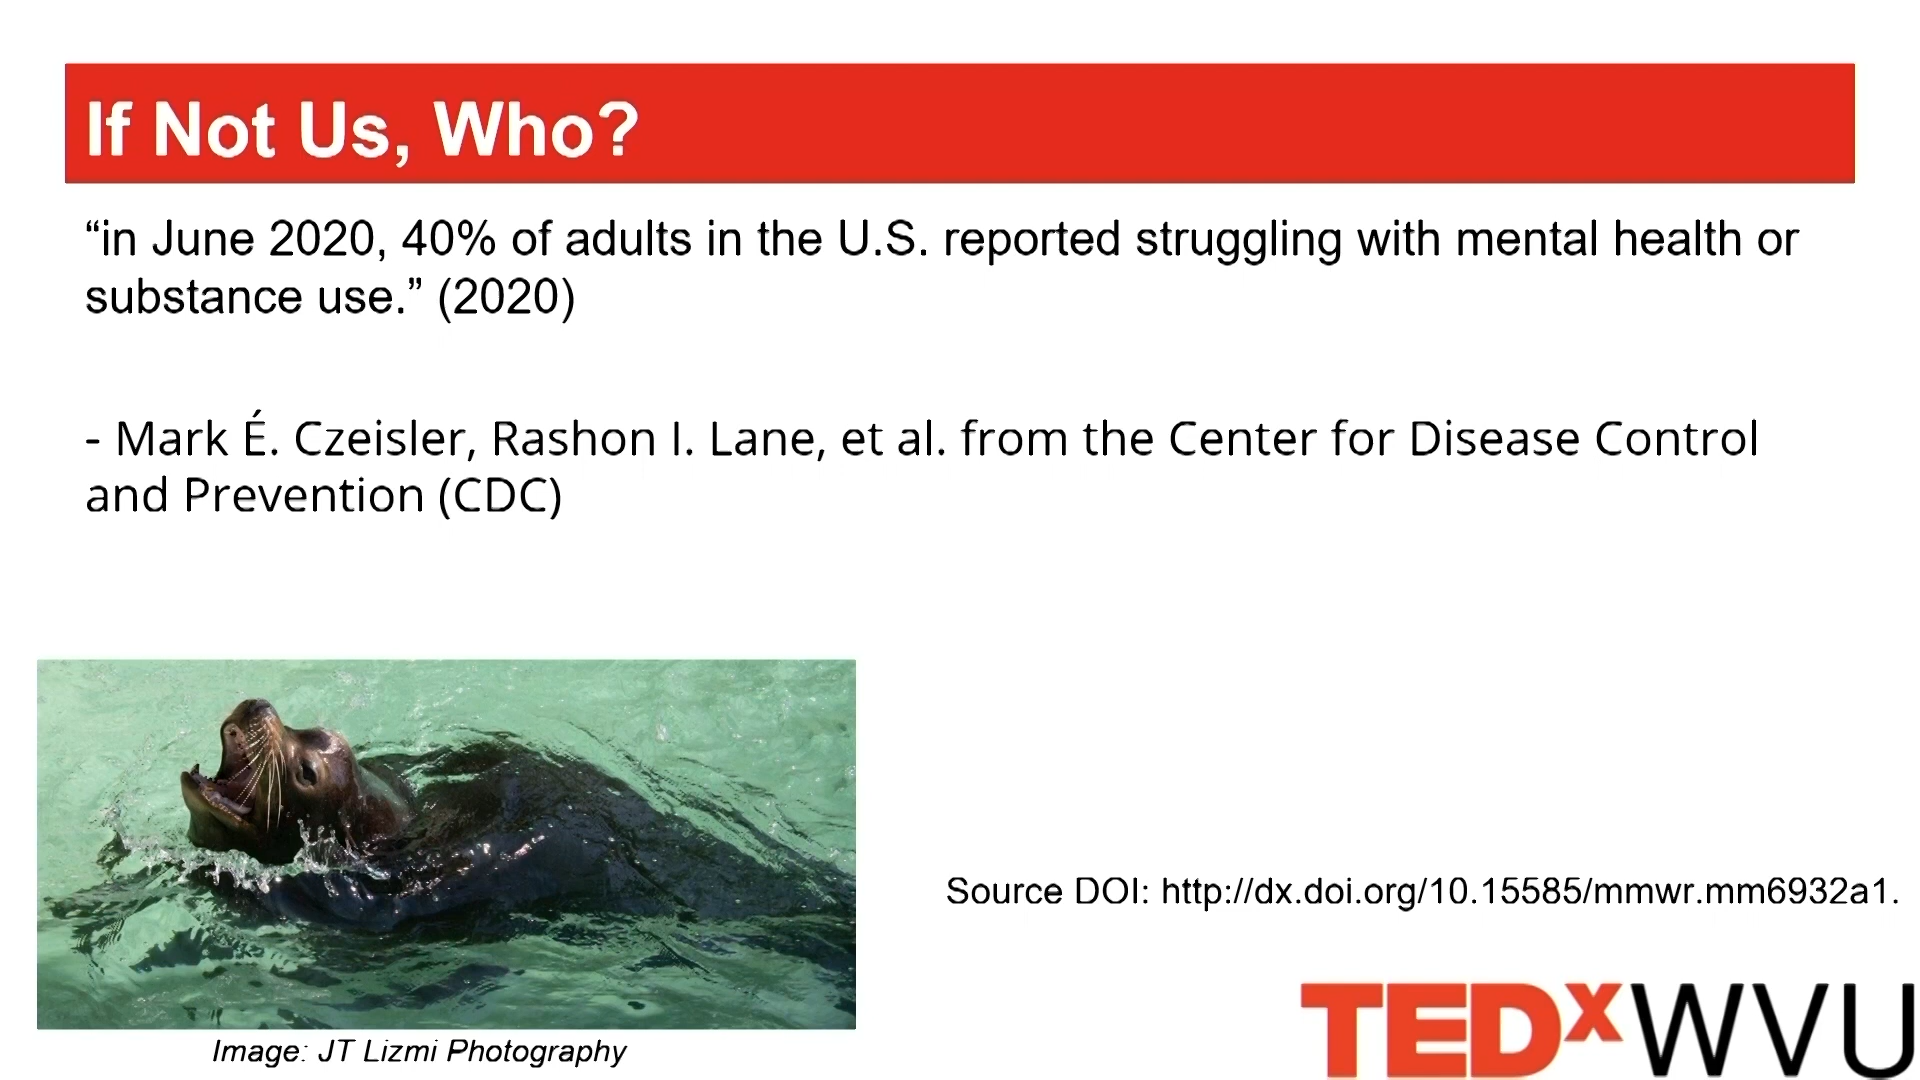 If Not Us, Who?
“in June 2020, 40% of adults in the U.S. reported struggling with mental health or
substance use.” (2020)
- Mark É. Czeisler, Rashon I. Lane, et al. from the Center for Disease Control
and Prevention (CDC)
Source DOI: http://dx.doi.org/10.15585/mmwr.mm6932a1.
Image: JT Lizmi Photography
TEDxWVU